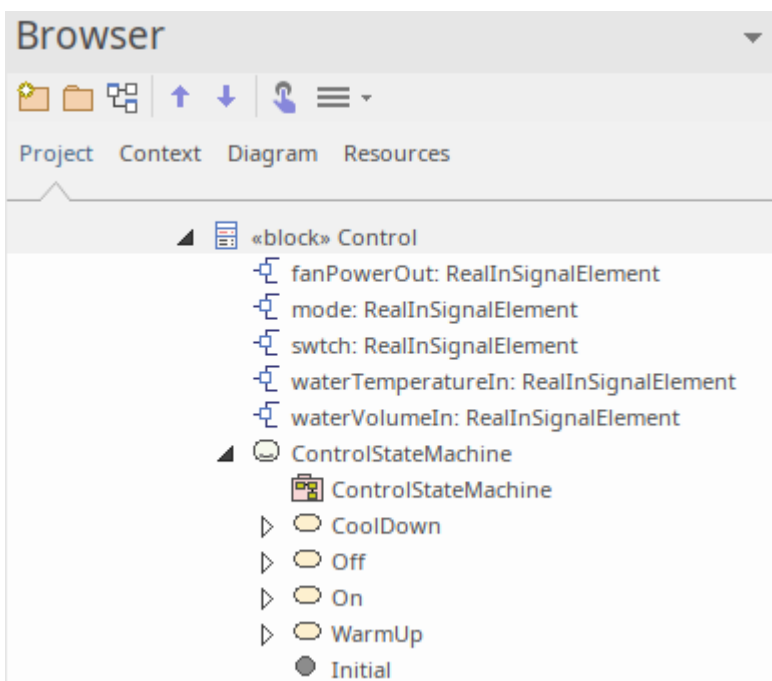 Browser
Project Context Diagram Resources
«block» Control
fanPowerOut: RealInSignalElement
mode: RealInSignalElement
swtch: RealInSignalElement
waterTemperatureIn: RealInSignalElement
waterVolumeIn: RealInSignalElement
ControlStateMachine
ControlStateMachine
CoolDown
Off
On
WarmUp
Initial